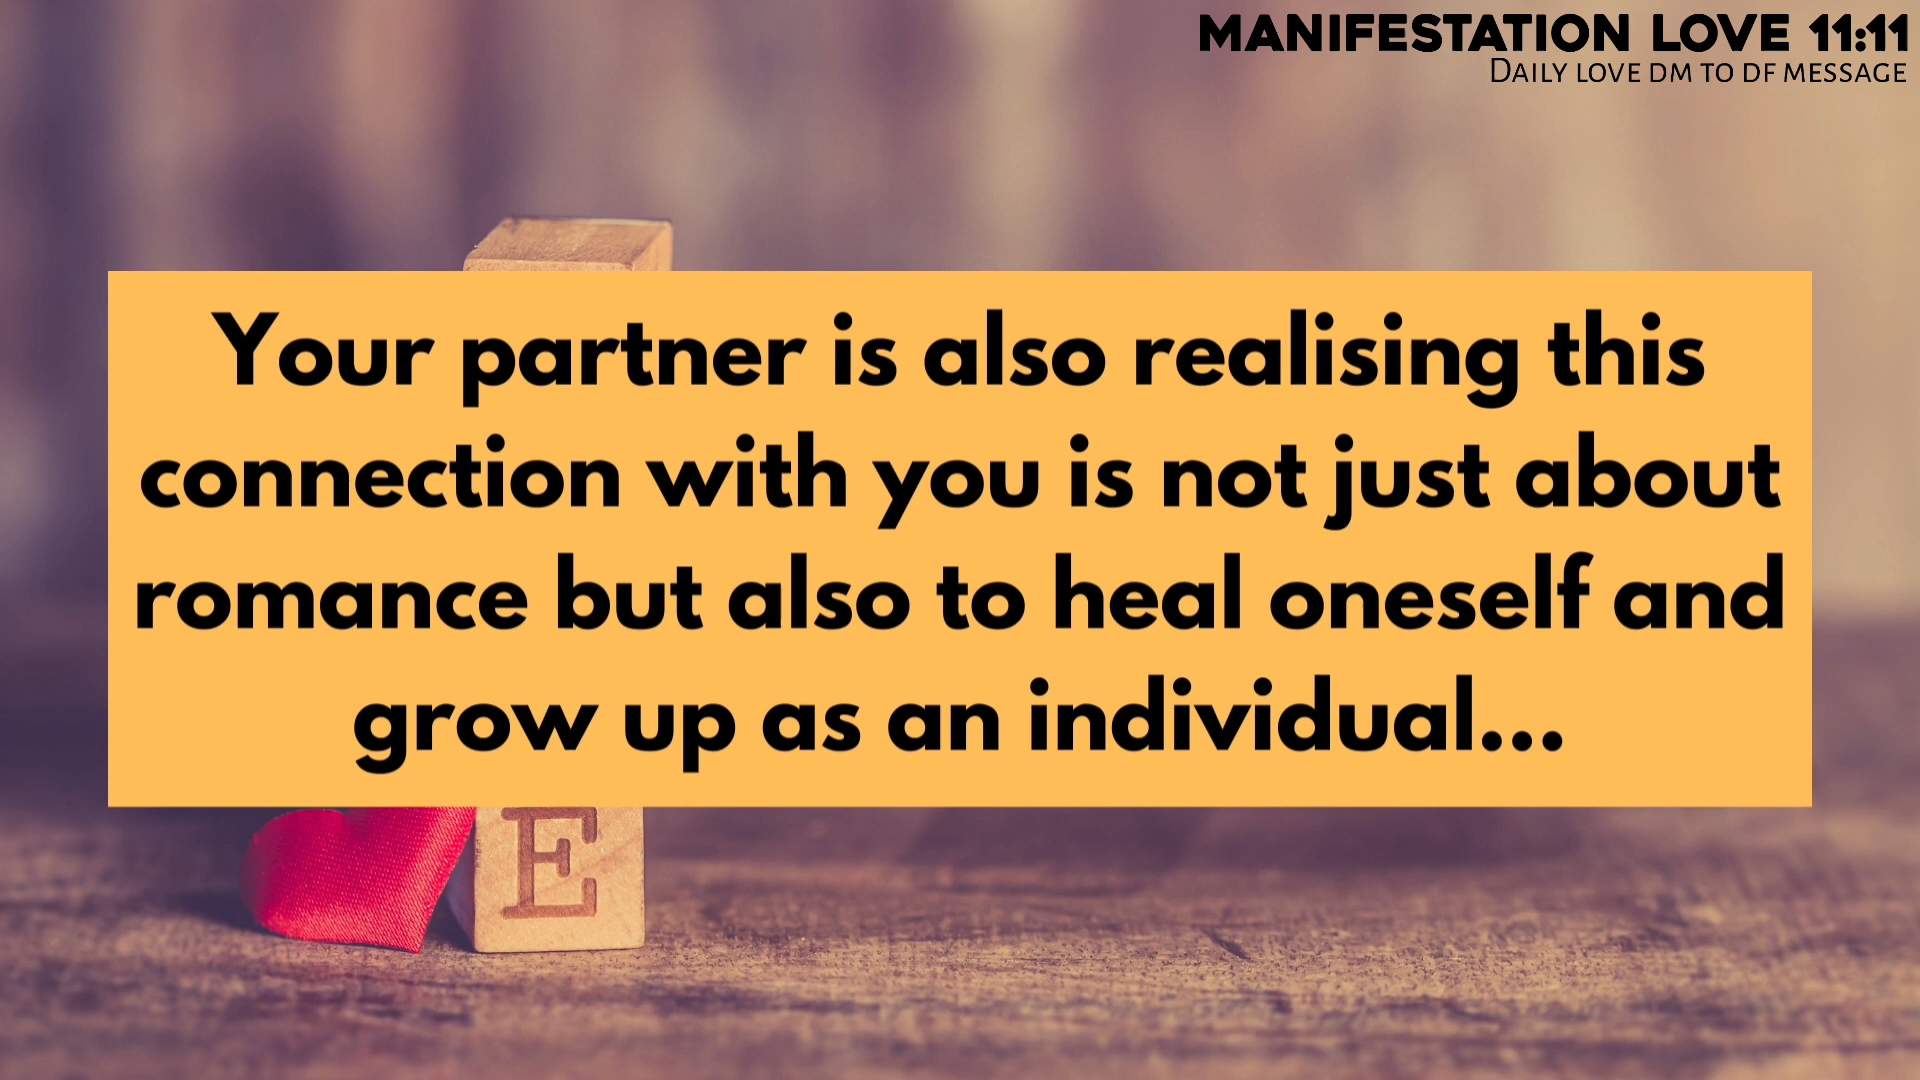 MANIFESTATION LOVE 11:11
DAILY LOVE DM TO DF MESSAGE
Your partner is also realising this
connection with you is not just about
romance but also to heal oneself and
grow up as an individual...
E